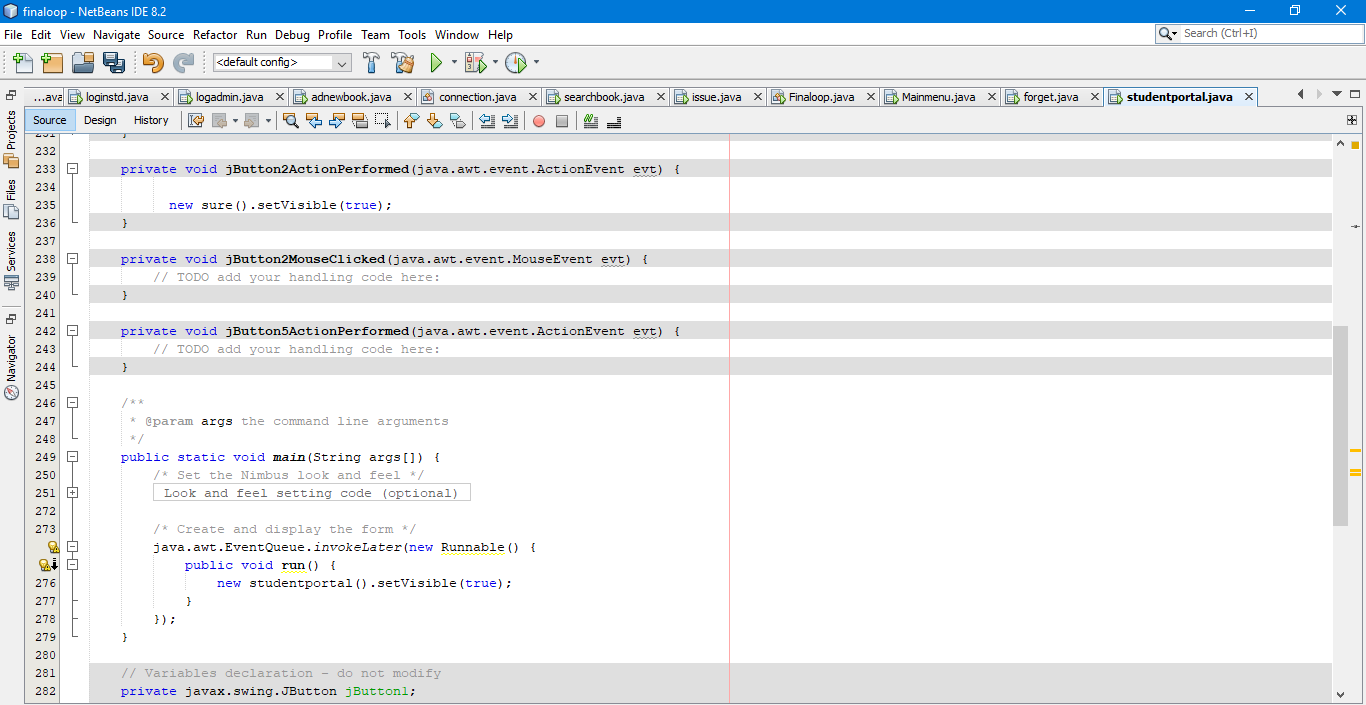 finaloop - NetBeans IDE 8.2
File Edit View Navigate Source Refactor Run Debug Profile Team Tools Window Help
Search (Ctrl+I)
<default config>
...ava loginstd.java logadmin.java adnewbook.java connection.java searchbook.java issue.java Finaloop.java Mainmenu.java forget.java studentportal.java
Source Design History
Projects
Files
Services
Navigator
231 }
232
233 private void jButton2ActionPerformed(java.awt.event.ActionEvent evt) {
234
235 new sure().setVisible(true);
236 }
237
238 private void jButton2MouseClicked(java.awt.event.MouseEvent evt) {
239 // TODO add your handling code here:
240 }
241
242 private void jButton5ActionPerformed(java.awt.event.ActionEvent evt) {
243 // TODO add your handling code here:
244 }
245
246 /**
247 * @param args the command line arguments
248 */
249 public static void main(String args[]) {
250 /* Set the Nimbus look and feel */
251 Look and feel setting code (optional)
272
273 /* Create and display the form */
java.awt.EventQueue.invokeLater(new Runnable() {
public void run() {
276 new studentportal().setVisible(true);
277 }
278 });
279 }
280
281 // Variables declaration - do not modify
282 private javax.swing.JButton jButton1;